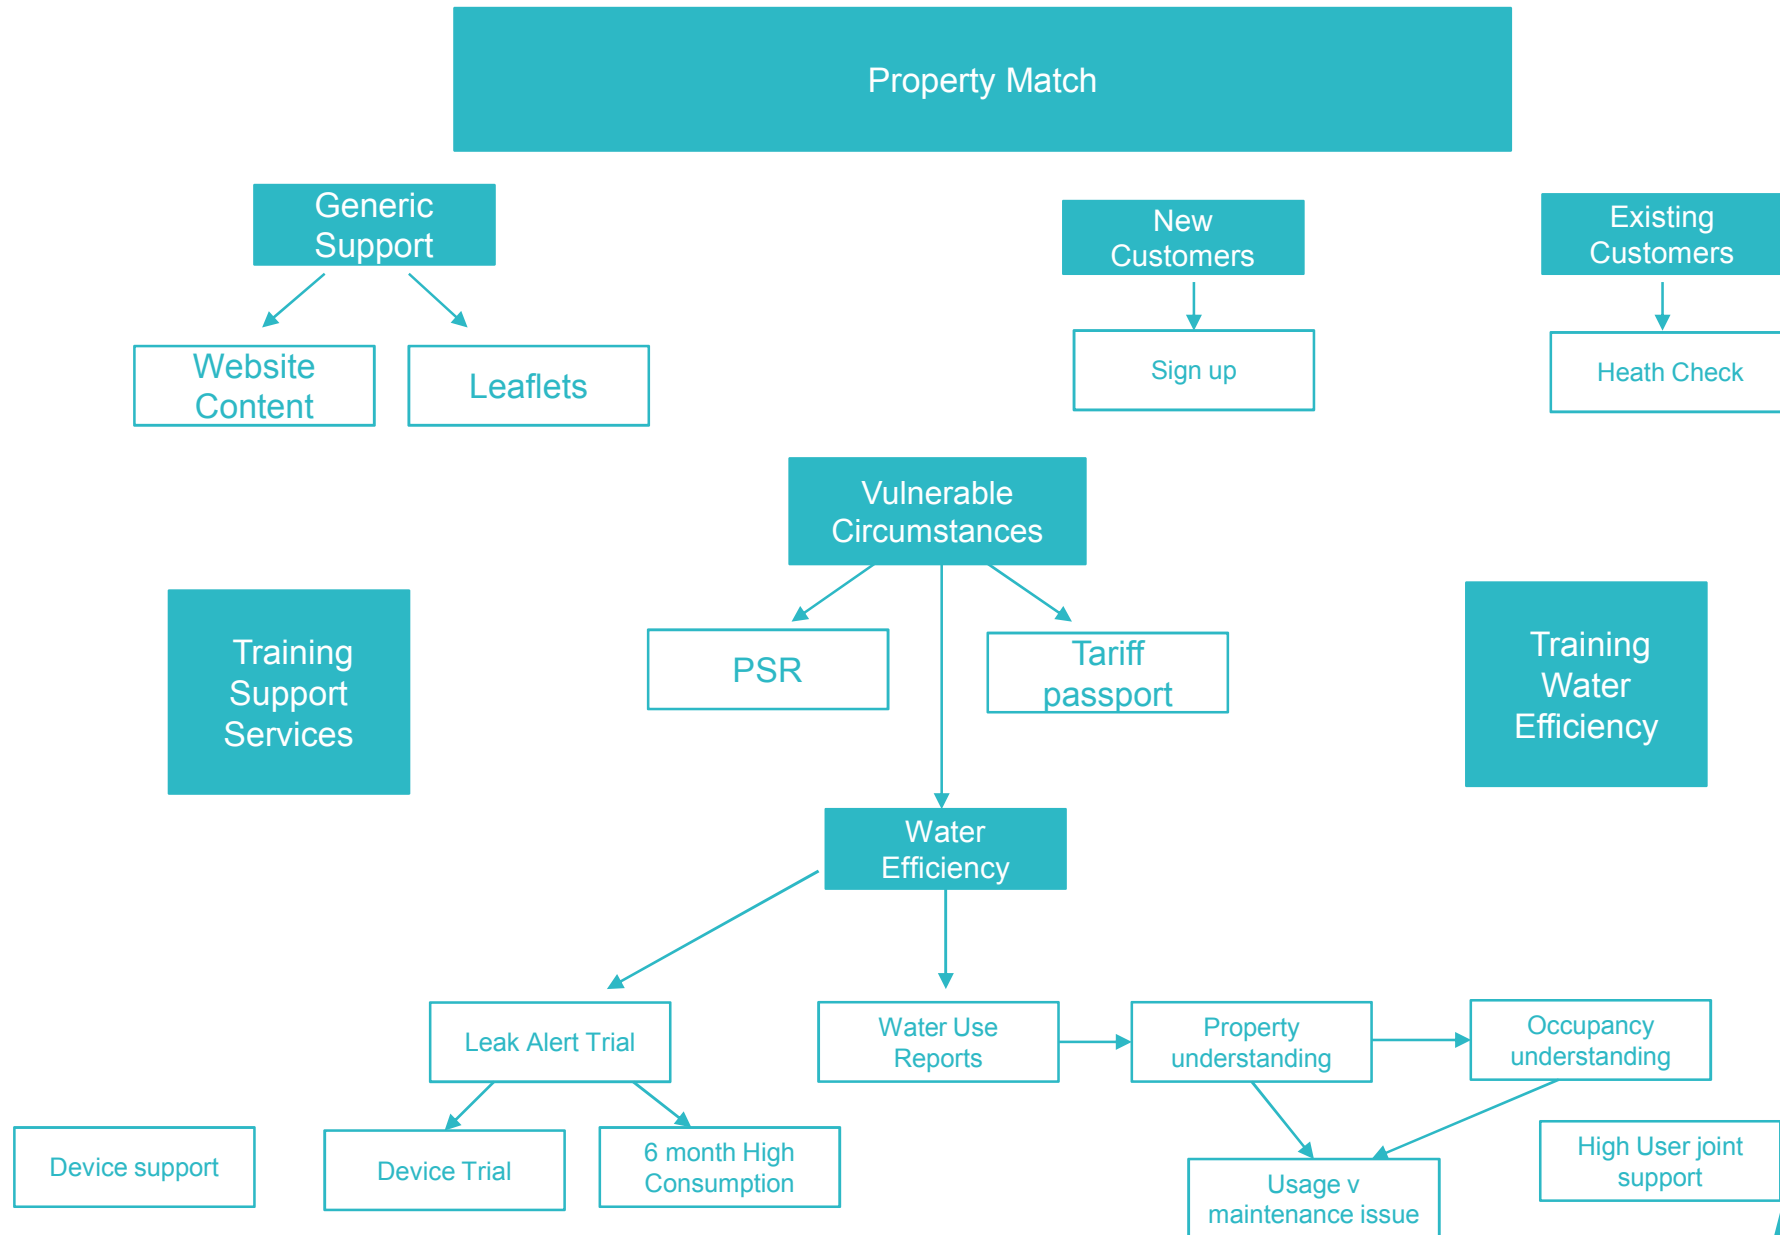 Property Match
Generic
Support
New
Customers
Existing
Customers
Website
Content
Leaflets
Sign up
Heath Check
Vulnerable
Circumstances
Training
Support
Services
PSR
Tariff
passport
Training
Water
Efficiency
Water
Efficiency
Leak Alert Trial
Water Use
Reports
Property
understanding
Occupancy
understanding
Device support
Device Trial
6 month High
Consumption
Usage v
maintenance issue
High User joint
support